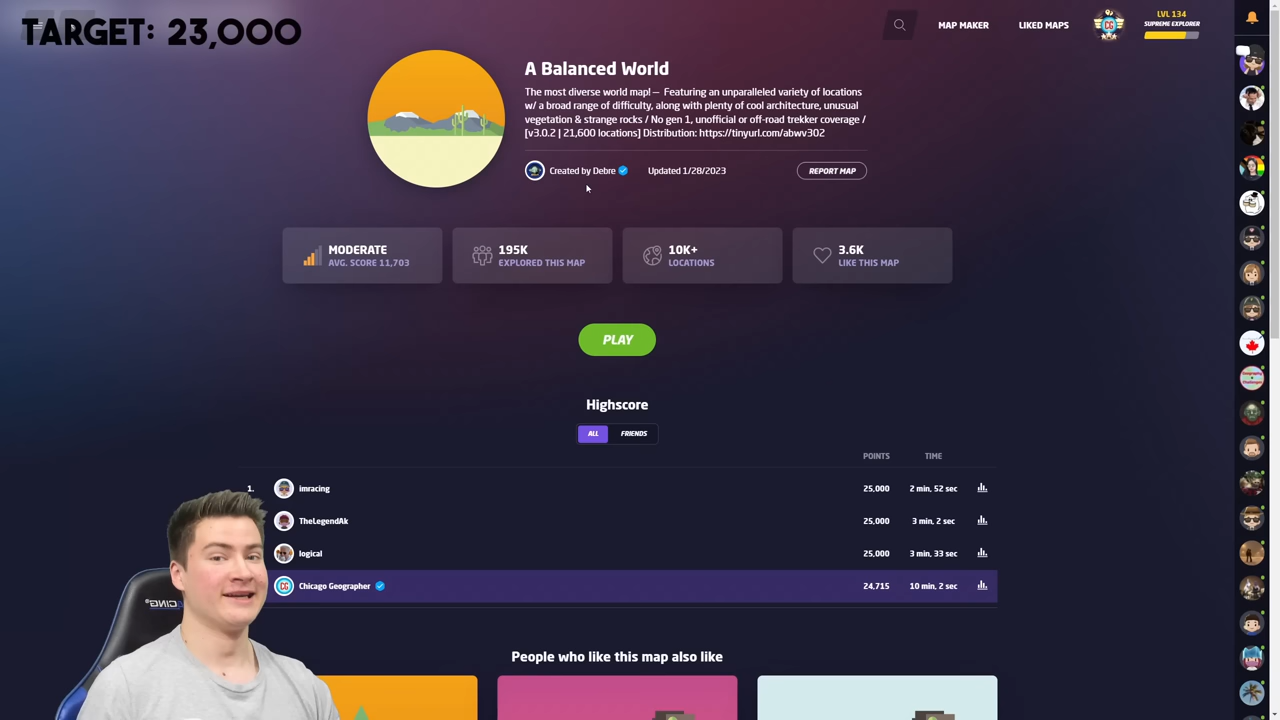 TARGET: 23,000
MAP MAKER
LIKED MAPS
LVL 134
SUPREME EXPLORER
A Balanced World
The most diverse world map! — Featuring an unparalleled variety of locations
w/ a broad range of difficulty, along with plenty of cool architecture, unusual
vegetation & strange rocks / No gen 1, unofficial or off-road trekker coverage /
[v3.0.2 | 21,600 locations] Distribution: https://tinyurl.com/abwv302
Created by Debre
Updated 1/28/2023
REPORT MAP
MODERATE
AVG. SCORE 11,703
195K
EXPLORED THIS MAP
10K+
LOCATIONS
3.6K
LIKE THIS MAP
PLAY
Highscore
ALL
FRIENDS
POINTS
TIME
1.
imracing
25,000
2 min, 52 sec
TheLegendAk
25,000
3 min, 2 sec
logical
25,000
3 min, 33 sec
CG
Chicago Geographer
24,715
10 min, 2 sec
People who like this map also like